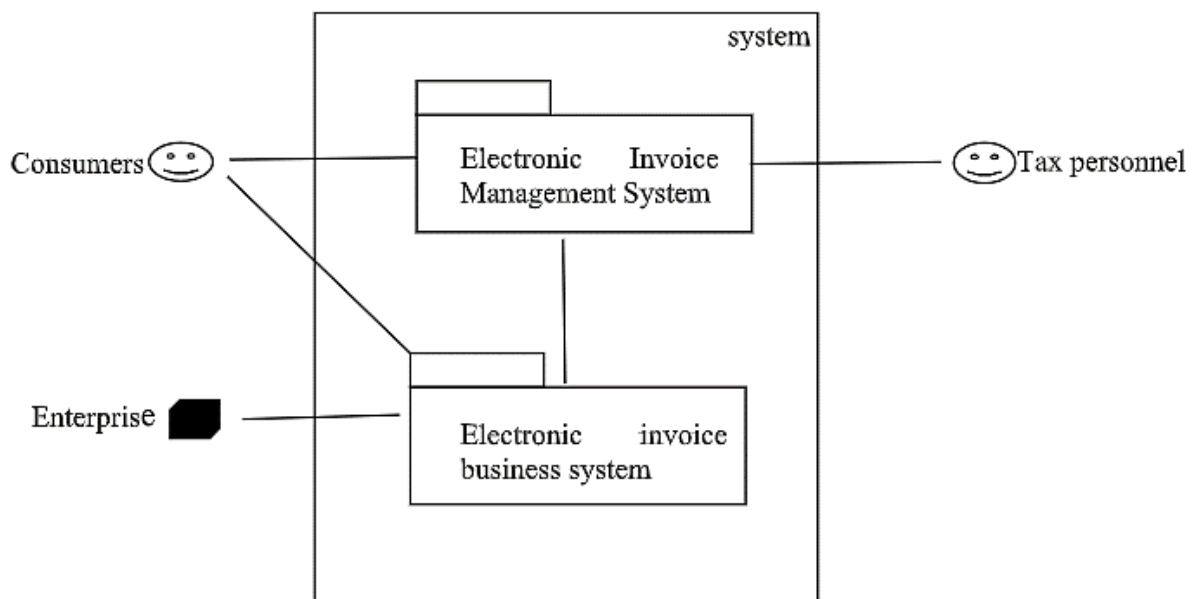 system
Consumers
Electronic Invoice
Management System
Tax personnel
Enterprise
Electronic invoice
business system